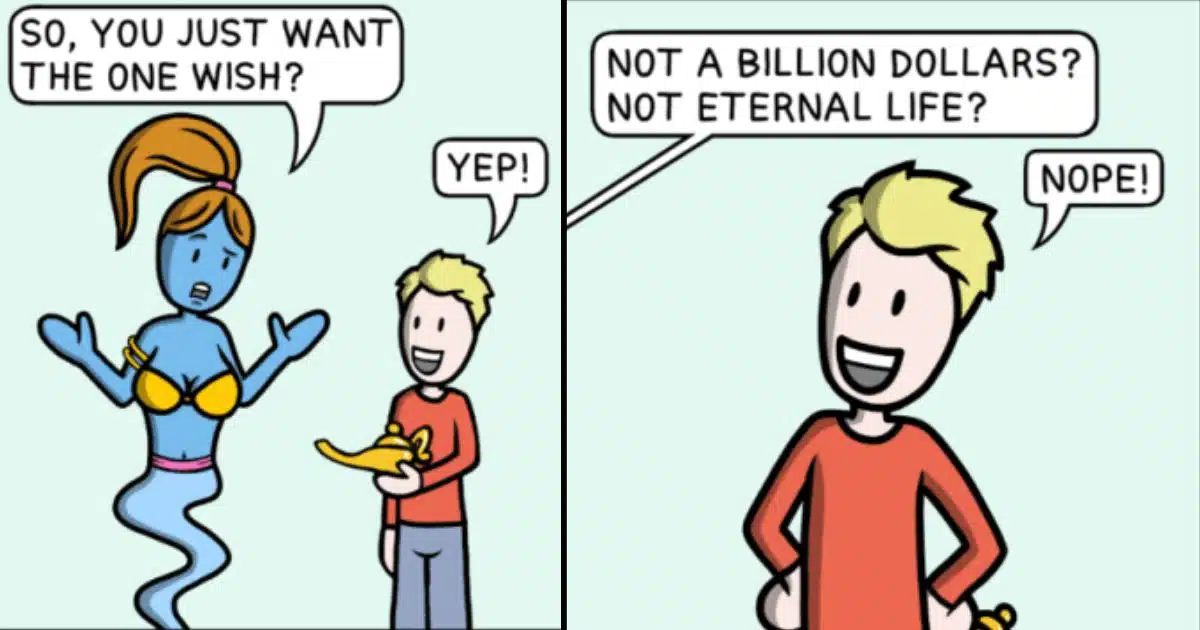 SO, YOU JUST WANT
THE ONE WISH?
YEP!
NOT A BILLION DOLLARS?
NOT ETERNAL LIFE?
NOPE!